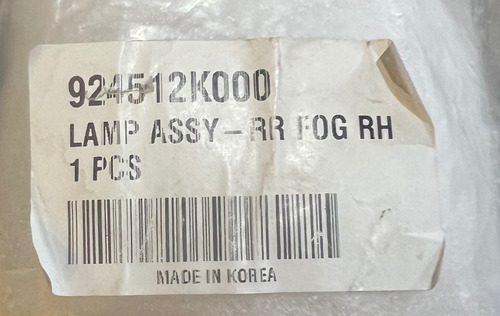 924512K000
LAMP ASSY-RR FOG RH
1 PCS
MADE IN KOREA